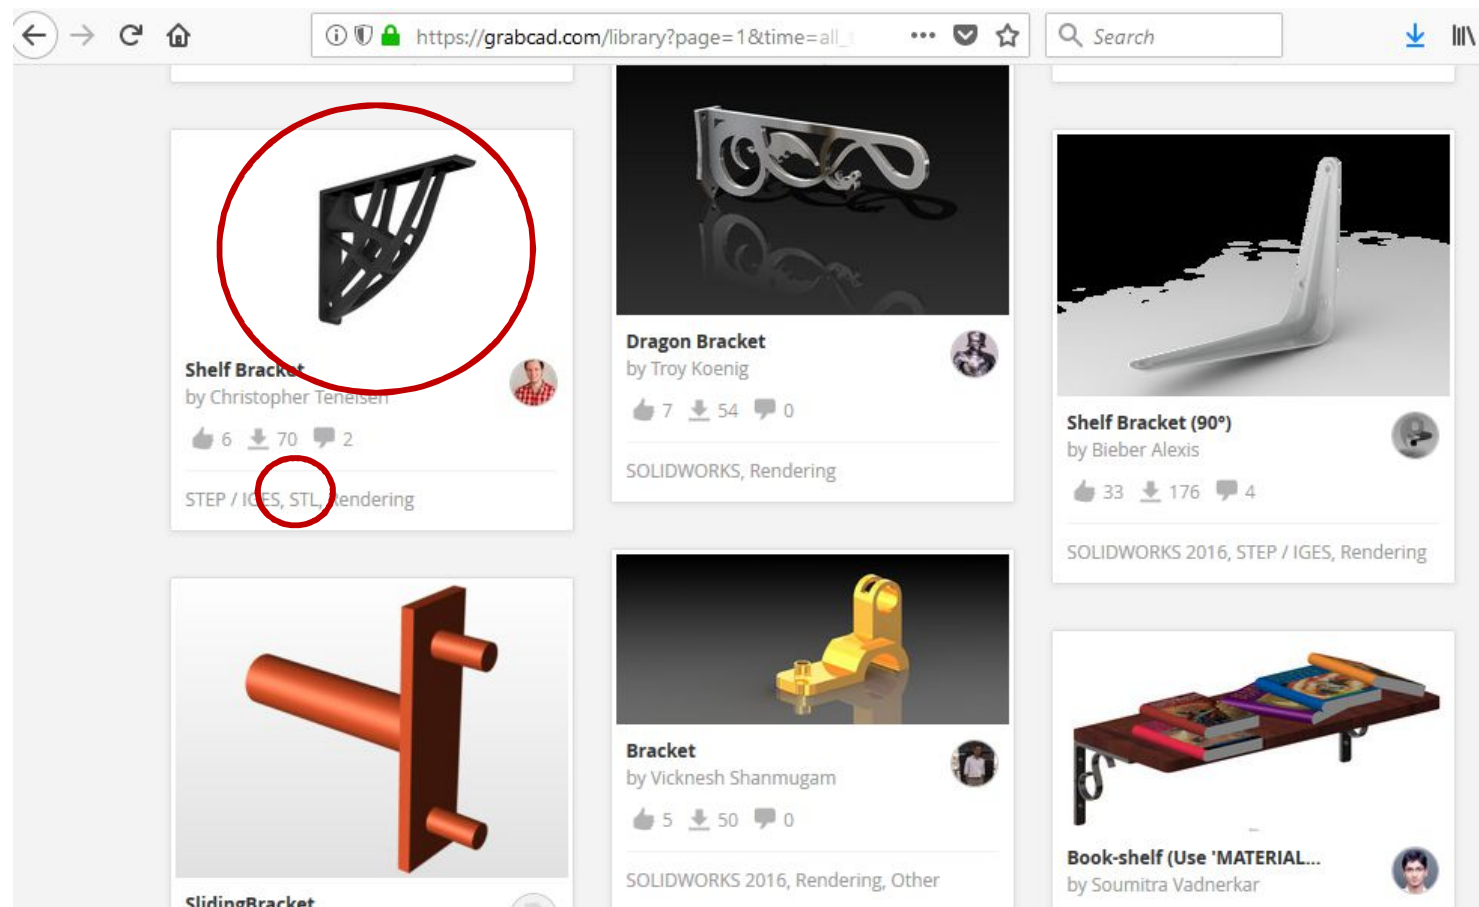 https://grabcad.com/library?page=1&time=all_
Search
Shelf Bracket
by Christopher Teneisen
6 70 2
STEP / IGES, STL, Rendering
Dragon Bracket
by Troy Koenig
7 54 0
SOLIDWORKS, Rendering
Shelf Bracket (90°)
by Bieber Alexis
33 176 4
SOLIDWORKS 2016, STEP / IGES, Rendering
SlidingBracket
Bracket
by Vicknesh Shanmugam
5 50 0
SOLIDWORKS 2016, Rendering, Other
Book-shelf (Use 'MATERIAL...
by Soumitra Vadnerkar